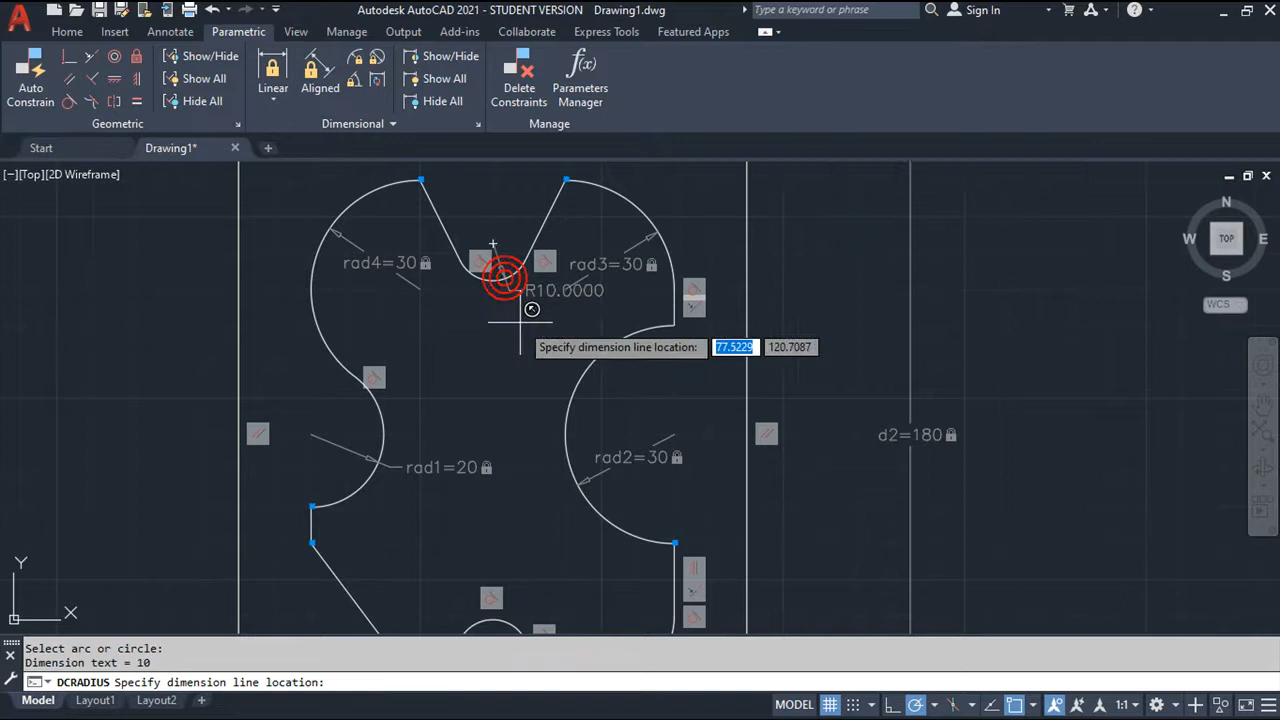 Autodesk AutoCAD 2021 - STUDENT VERSION Drawing1.dwg
Type a keyword or phrase
Sign In
Home Insert Annotate Parametric View Manage Output Add-ins Collaborate Express Tools Featured Apps
Auto Constrain
Show/Hide
Show All
Hide All
Geometric
Linear
Aligned
Show/Hide
Show All
Hide All
Dimensional
Delete Constraints
Parameters Manager
f(x)
Manage
Start
Drawing1*
[−][Top][2D Wireframe]
N
W TOP E
S
WCS
rad4=30
rad3=30
R10.0000
Specify dimension line location: 77.5229 120.7087
d2=180
rad1=20
rad2=30
Y
X
Select arc or circle:
Dimension text = 10
DCRADIUS Specify dimension line location:
Model Layout1 Layout2
MODEL
1:1